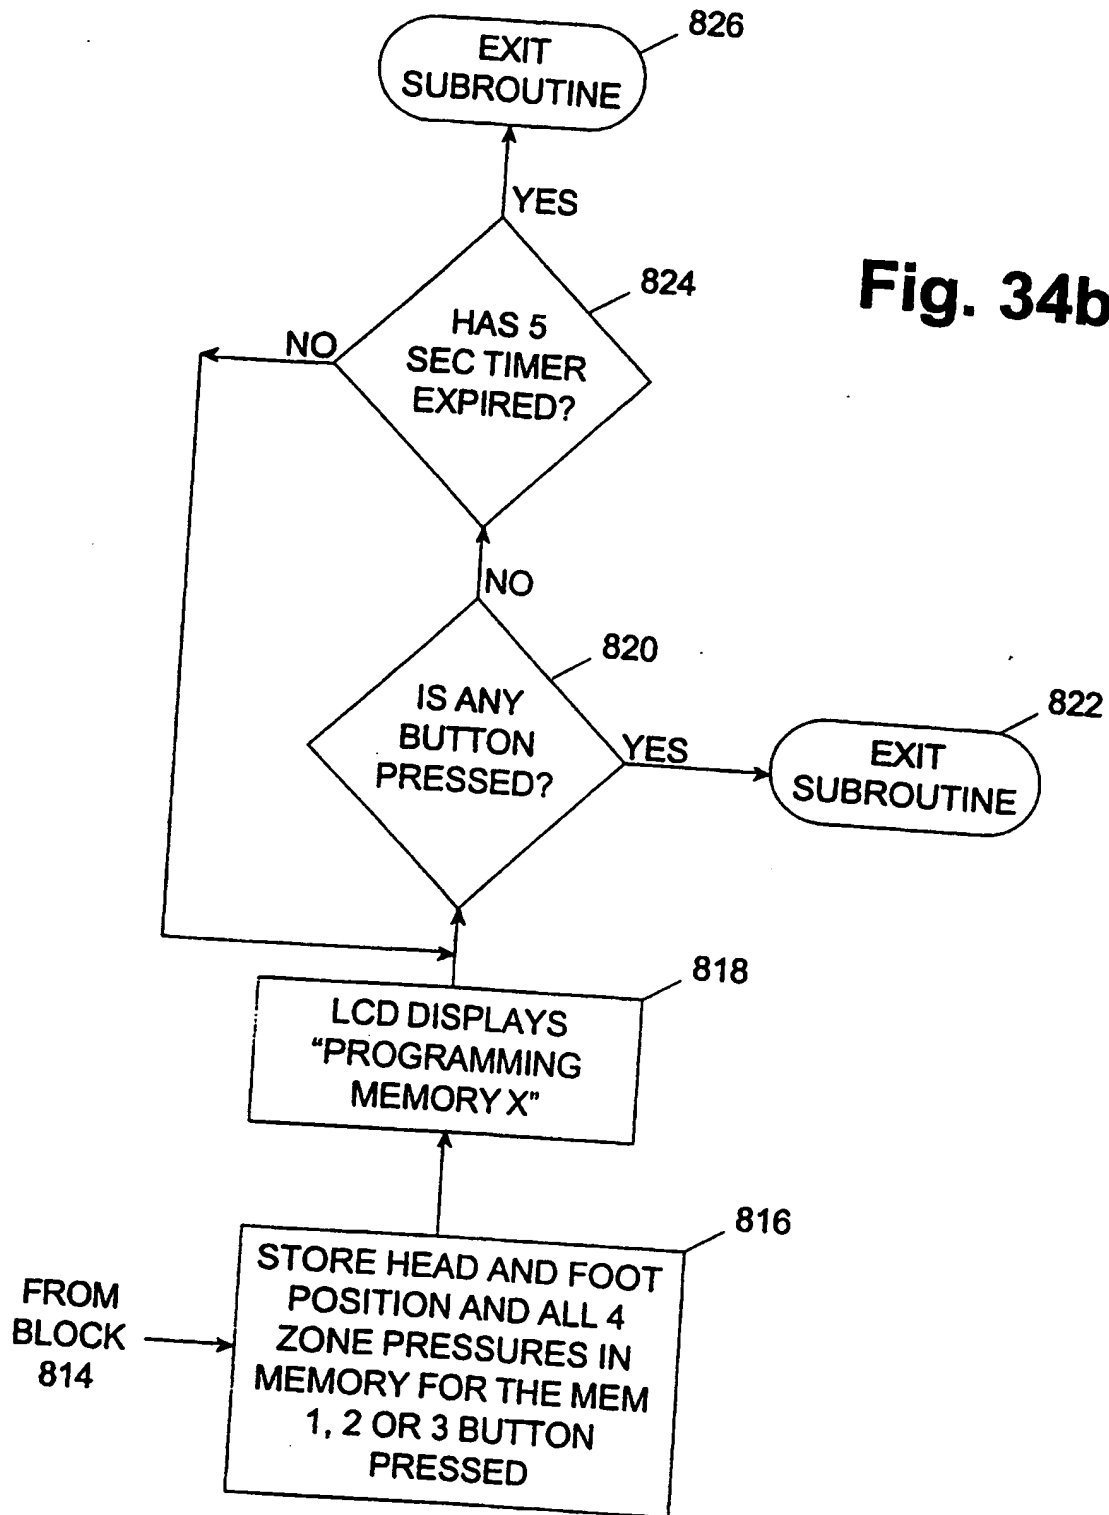 826
EXIT
SUBROUTINE
YES
Fig. 34b
824
HAS 5
SEC TIMER
EXPIRED?
NO
NO
820
IS ANY
BUTTON
PRESSED?
YES
822
EXIT
SUBROUTINE
818
LCD DISPLAYS
“PROGRAMMING
MEMORY X”
816
STORE HEAD AND FOOT
POSITION AND ALL 4
ZONE PRESSURES IN
MEMORY FOR THE MEM
1, 2 OR 3 BUTTON
PRESSED
FROM
BLOCK
814